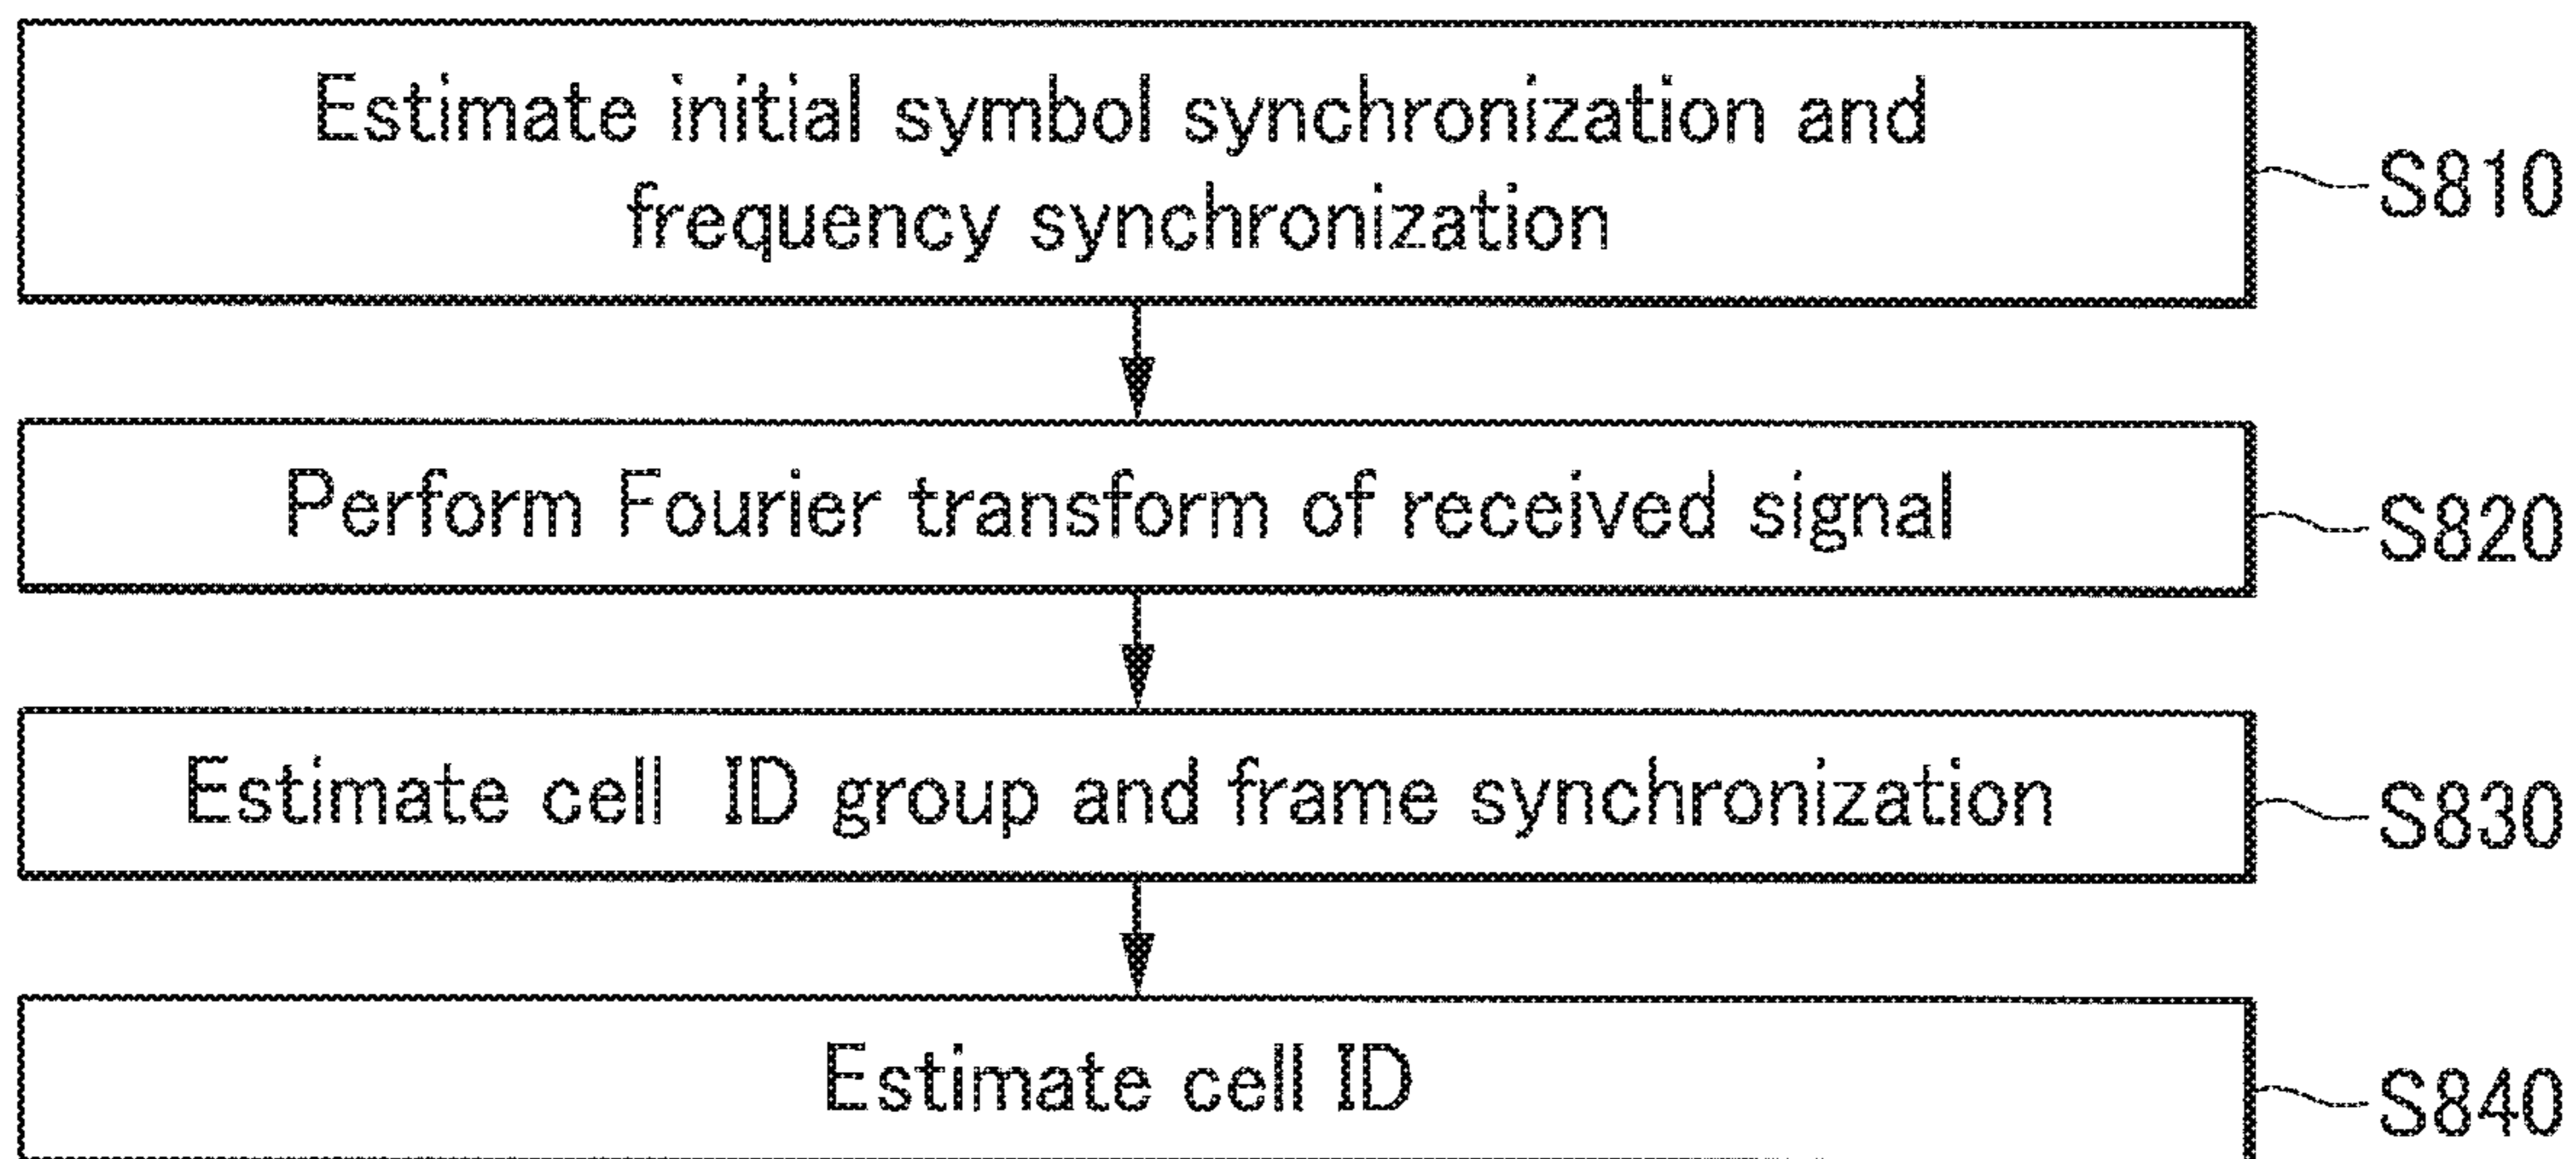 Estimate initial symbol synchronization and
frequency synchronization
S810
Perform Fourier transform of received signal
S820
Estimate cell ID group and frame synchronization
S830
Estimate cell ID
S840